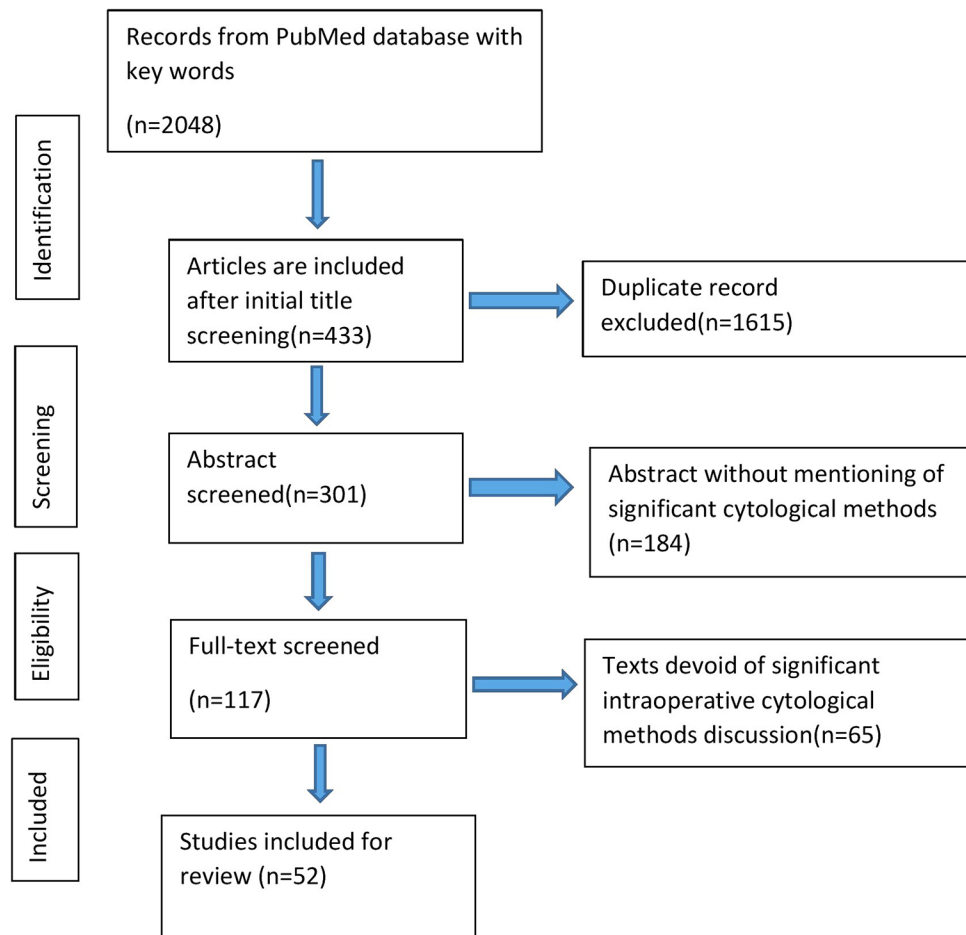 Records from PubMed database with
key words
(n=2048)
Identification
Articles are included
after initial title
screening(n=433)
Duplicate record
excluded(n=1615)
Screening
Abstract
screened(n=301)
Abstract without mentioning of
significant cytological methods
(n=184)
Eligibility
Full-text screened
(n=117)
Texts devoid of significant
intraoperative cytological
methods discussion(n=65)
Included
Studies included for
review (n=52)